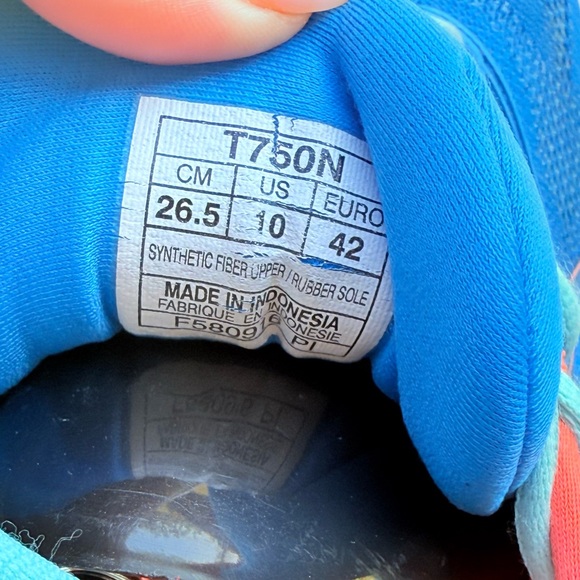 T750N
CM US EURO
26.5 10 42
SYNTHETIC FIBER UPPER / RUBBER SOLE
MADE IN INDONESIA
FABRIQUE EN INDONESIE
PI